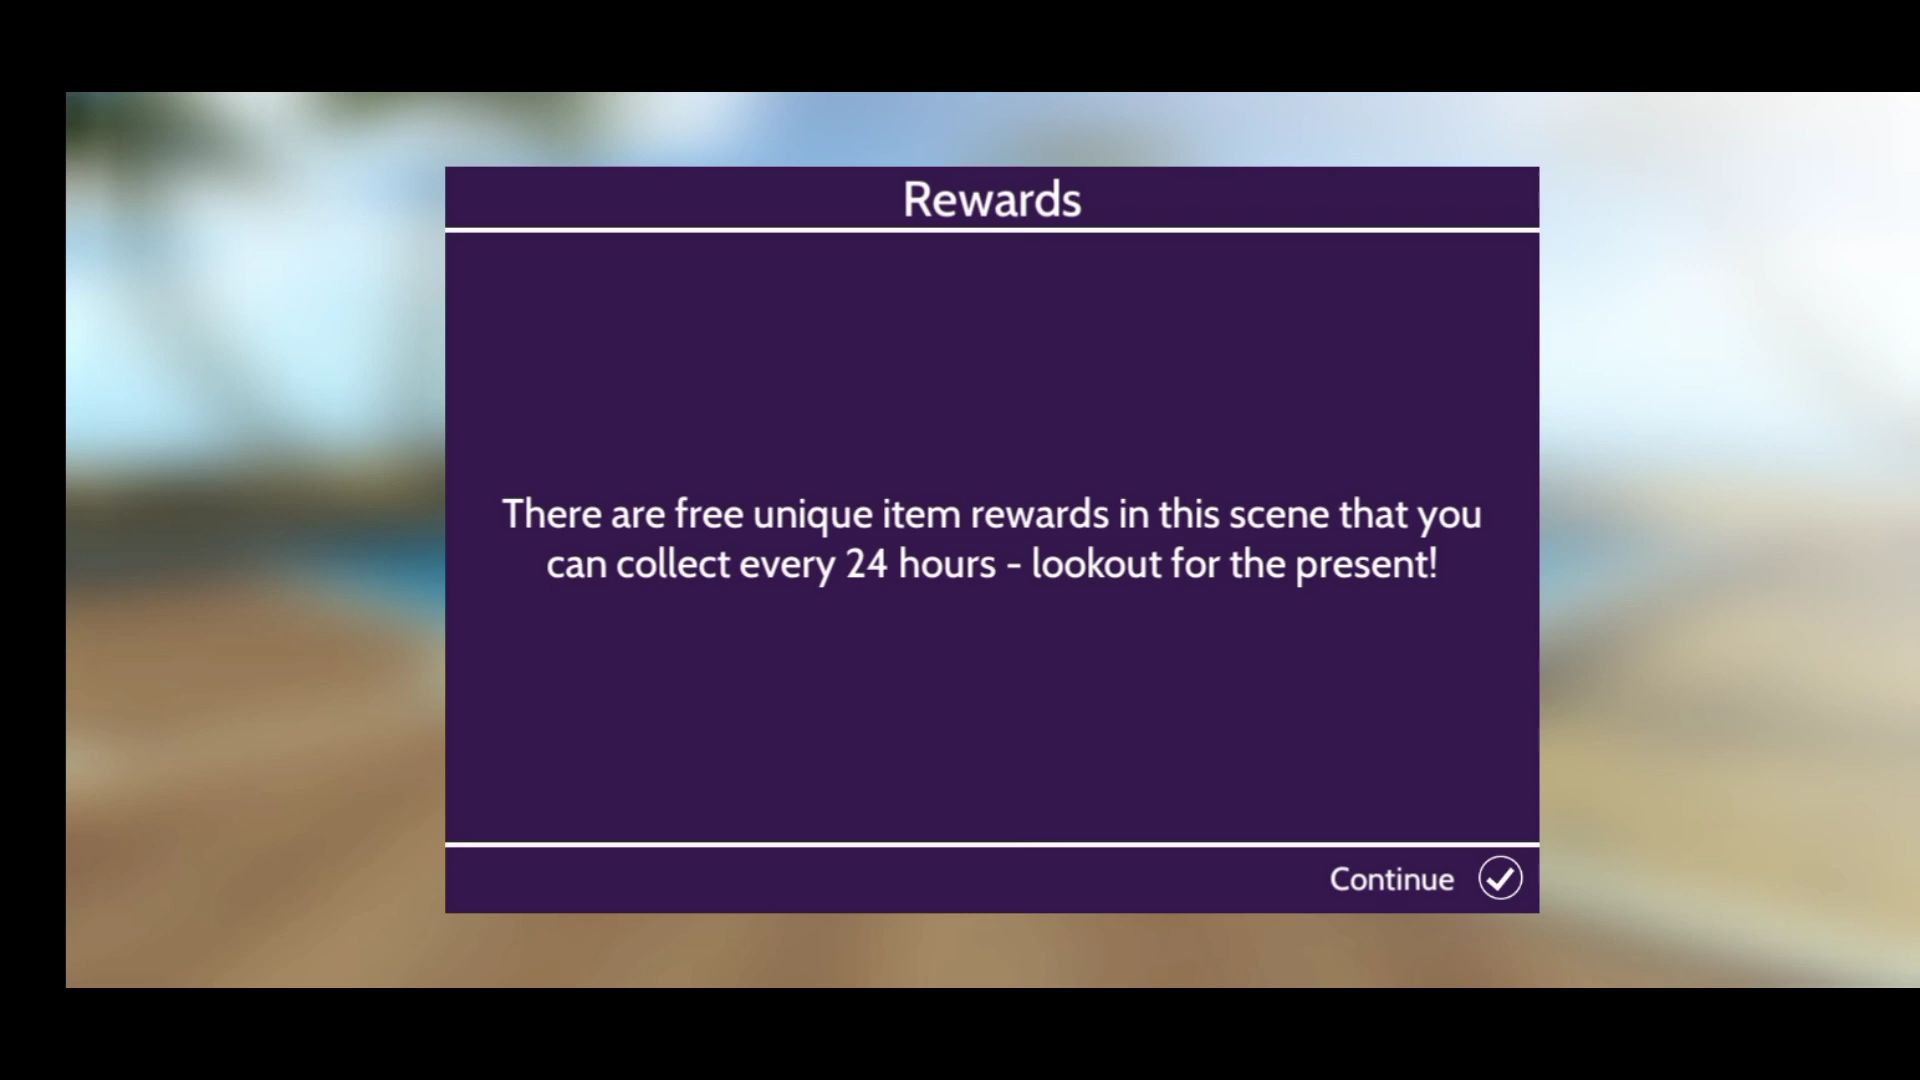 Rewards
There are free unique item rewards in this scene that you
can collect every 24 hours - lookout for the present!
Continue